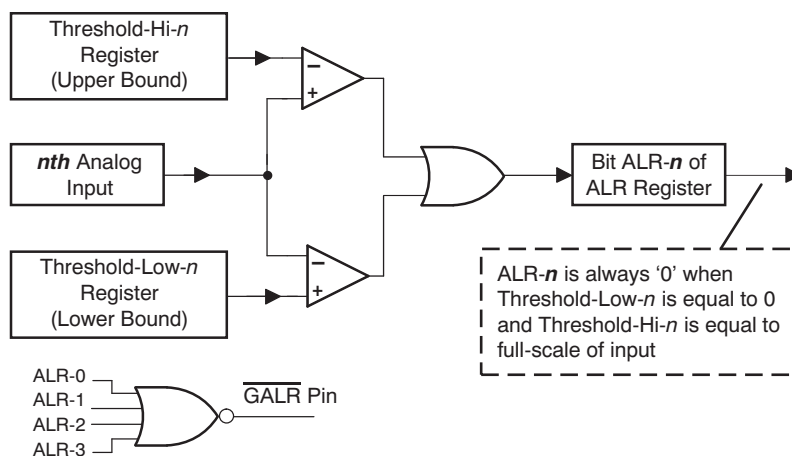 Threshold-Hi-n
Register
(Upper Bound)
−
+
nth Analog
Input
Bit ALR-n of
ALR Register
Threshold-Low-n
Register
(Lower Bound)
−
+
ALR-n is always ‘0’ when
Threshold-Low-n is equal to 0
and Threshold-Hi-n is equal to
full-scale of input
ALR-0
ALR-1
ALR-2
ALR-3
GALR Pin